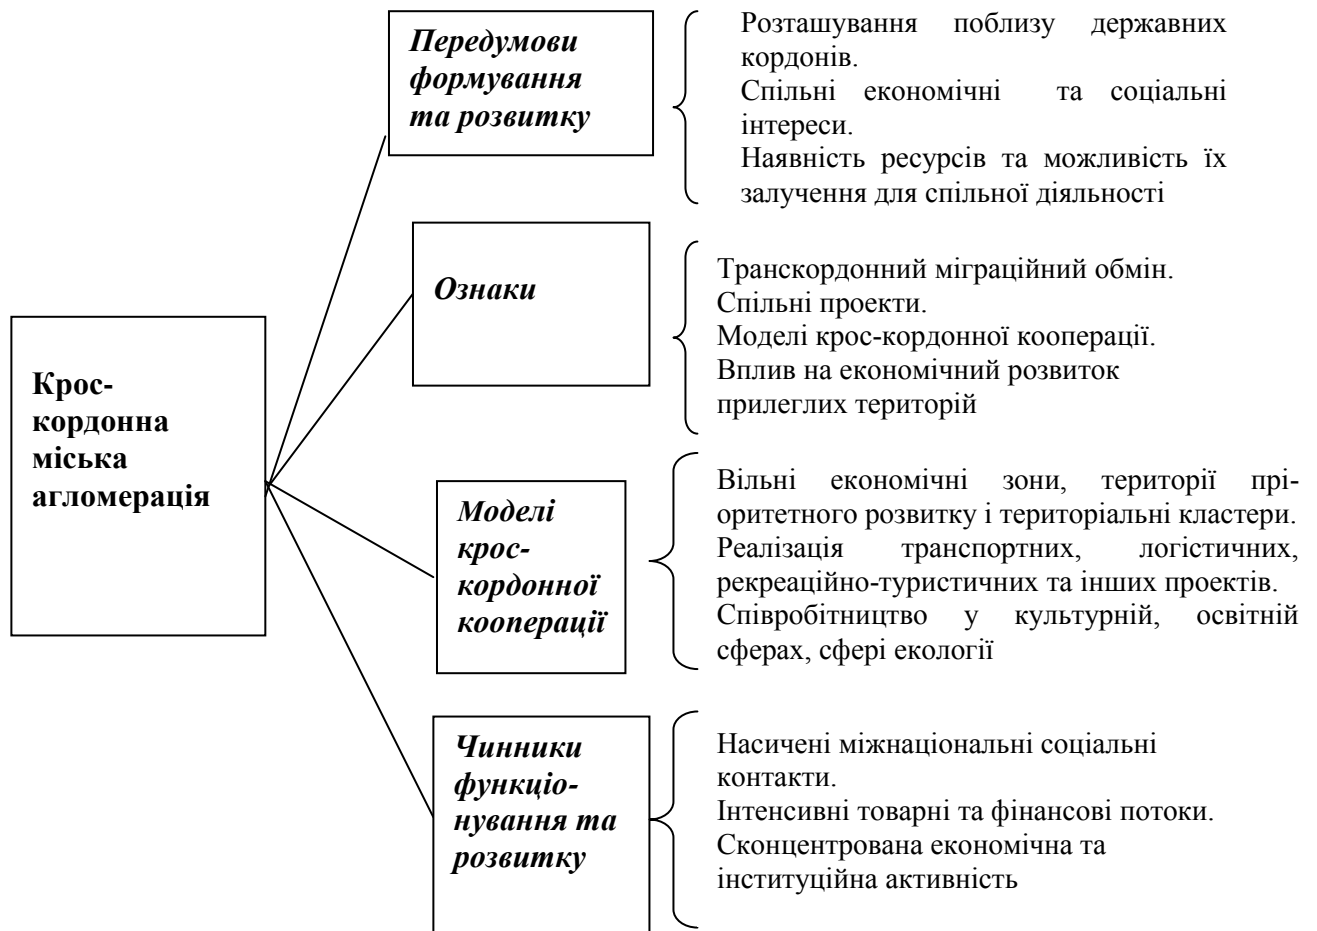 Крос-
кордонна
міська
агломерація
Передумови
формування
та розвитку
Розташування поблизу державних
кордонів.
Спільні економічні та соціальні
інтереси.
Наявність ресурсів та можливість їх
залучення для спільної діяльності
Ознаки
Транскордонний міграційний обмін.
Спільні проекти.
Моделі крос-кордонної кооперації.
Вплив на економічний розвиток
прилеглих територій
Моделі
крос-
кордонної
кооперації
Вільні економічні зони, території прі-
оритетного розвитку і територіальні кластери.
Реалізація транспортних, логістичних,
рекреаційно-туристичних та інших проектів.
Співробітництво у культурній, освітній
сферах, сфері екології
Чинники
функціо-
нування та
розвитку
Насичені міжнаціональні соціальні
контакти.
Інтенсивні товарні та фінансові потоки.
Сконцентрована економічна та
інституційна активність